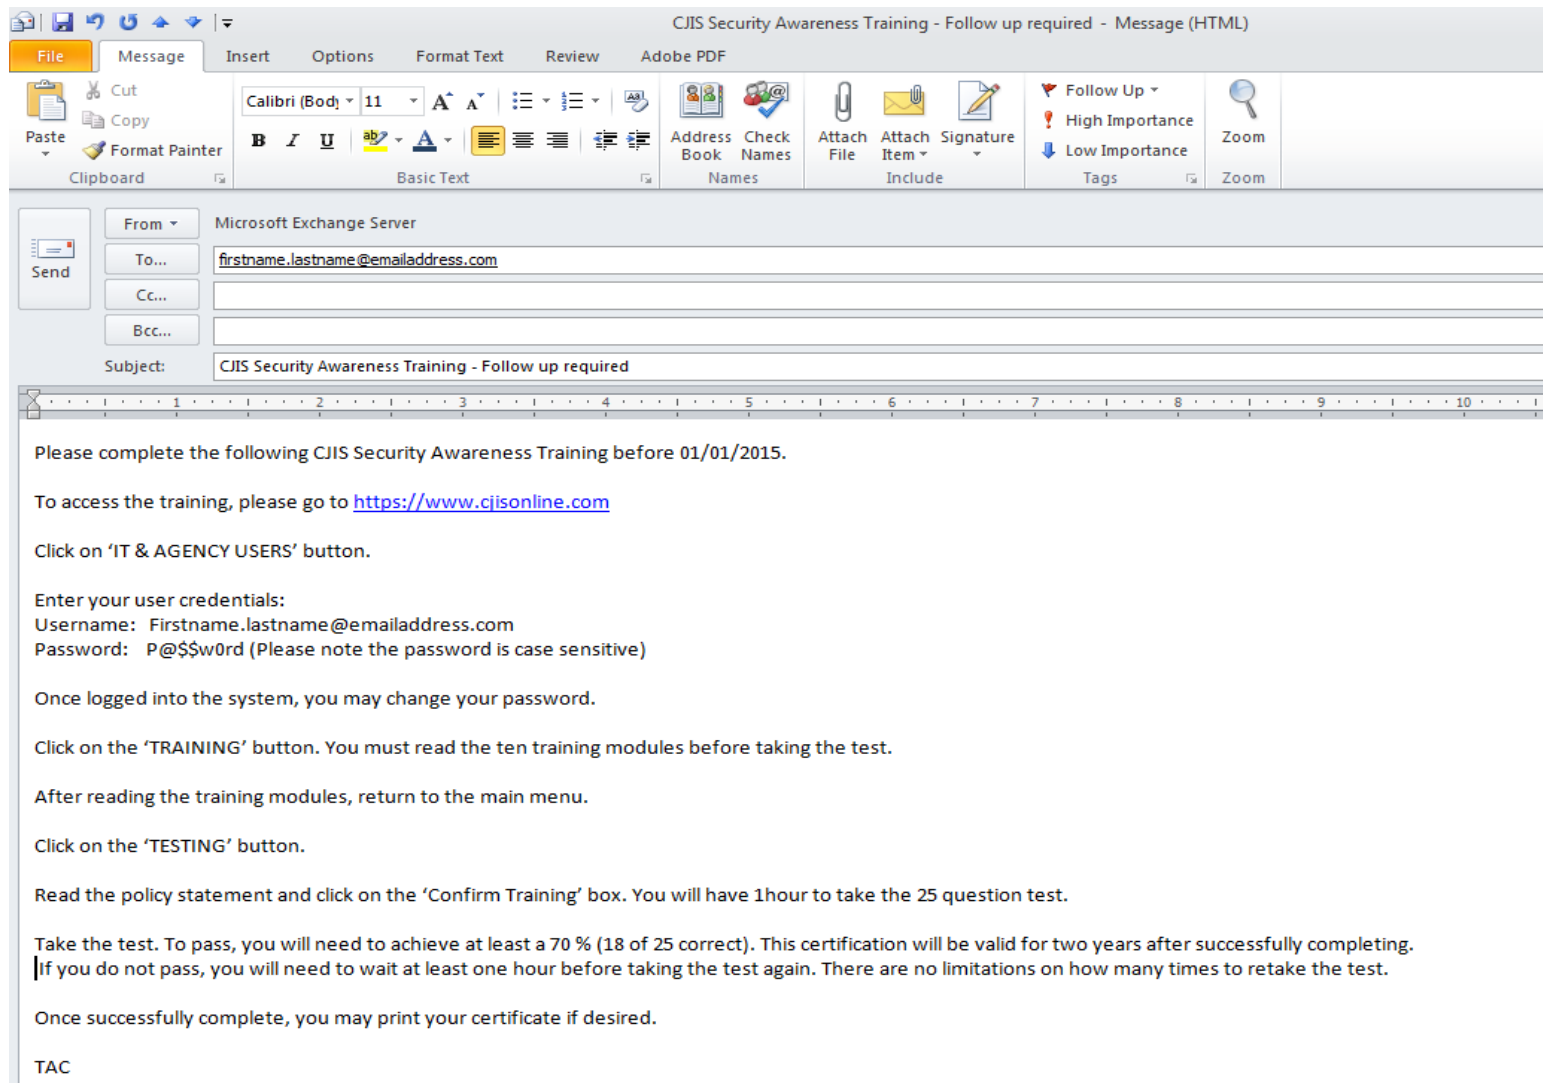 CJIS Security Awareness Training - Follow up required - Message (HTML)
File Message Insert Options Format Text Review Adobe PDF
Paste
Cut
Copy
Format Painter
Clipboard
Calibri (Body 11
B I U
Basic Text
Address Book
Check Names
Names
Attach File
Attach Item
Signature
Include
Follow Up
High Importance
Low Importance
Tags
Zoom
Zoom
Send
From Microsoft Exchange Server
To... firstname.lastname@emailaddress.com
Cc...
Bcc...
Subject: CJIS Security Awareness Training - Follow up required
1 2 3 4 5 6 7 8 9 10
Please complete the following CJIS Security Awareness Training before 01/01/2015.
To access the training, please go to https://www.cjisonline.com
Click on ‘IT & AGENCY USERS’ button.
Enter your user credentials:
Username: Firstname.lastname@emailaddress.com
Password: P@$$w0rd (Please note the password is case sensitive)
Once logged into the system, you may change your password.
Click on the ‘TRAINING’ button. You must read the ten training modules before taking the test.
After reading the training modules, return to the main menu.
Click on the ‘TESTING’ button.
Read the policy statement and click on the ‘Confirm Training’ box. You will have 1hour to take the 25 question test.
Take the test. To pass, you will need to achieve at least a 70 % (18 of 25 correct). This certification will be valid for two years after successfully completing.
If you do not pass, you will need to wait at least one hour before taking the test again. There are no limitations on how many times to retake the test.
Once successfully complete, you may print your certificate if desired.
TAC